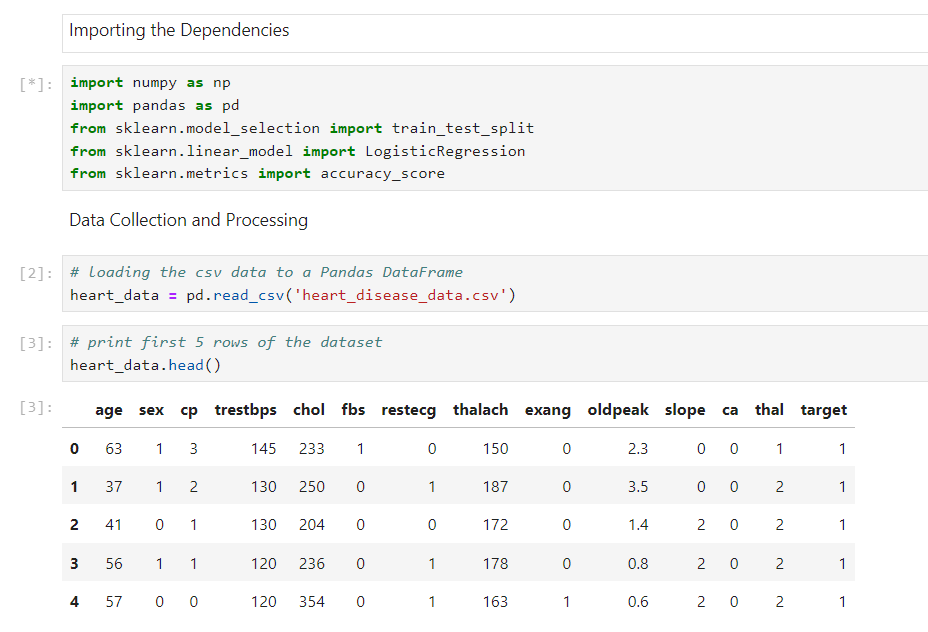 Importing the Dependencies
[*]:
import numpy as np
import pandas as pd
from sklearn.model_selection import train_test_split
from sklearn.linear_model import LogisticRegression
from sklearn.metrics import accuracy_score
Data Collection and Processing
[2]:
# loading the csv data to a Pandas DataFrame
heart_data = pd.read_csv('heart_disease_data.csv')
[3]:
# print first 5 rows of the dataset
heart_data.head()
[3]:
age sex cp trestbps chol fbs restecg thalach exang oldpeak slope ca thal target
0 63 1 3 145 233 1 0 150 0 2.3 0 0 1 1
1 37 1 2 130 250 0 1 187 0 3.5 0 0 2 1
2 41 0 1 130 204 0 0 172 0 1.4 2 0 2 1
3 56 1 1 120 236 0 1 178 0 0.8 2 0 2 1
4 57 0 0 120 354 0 1 163 1 0.6 2 0 2 1